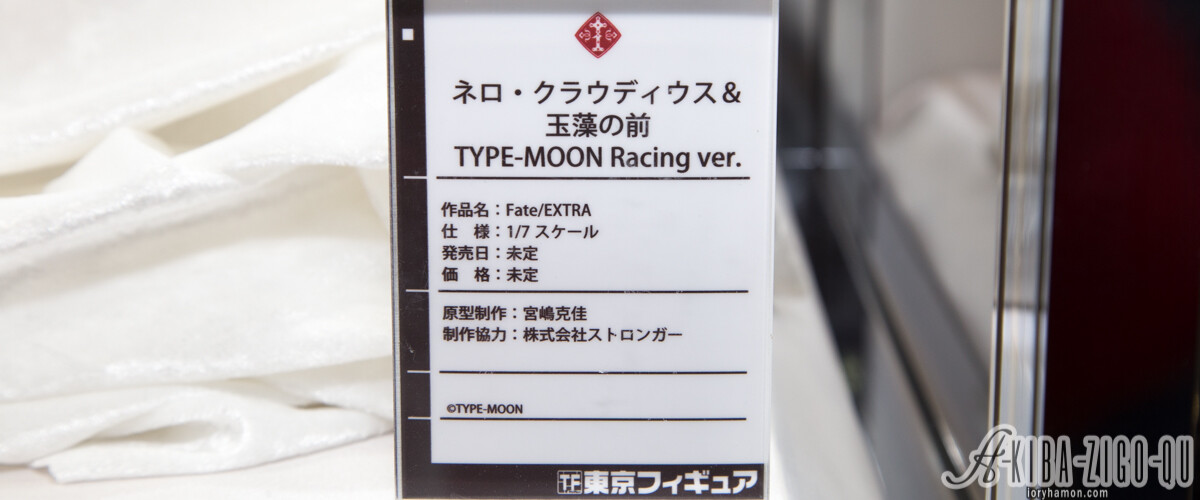 ネロ・クラウディウス＆
玉藻の前
TYPE-MOON Racing ver.
作品名：Fate/EXTRA
仕　様：1/7 スケール
発売日：未定
価　格：未定
原型制作：宮嶋克佳
制作協力：株式会社ストロンガー
©TYPE-MOON
TF 東京フィギュア
AKIBA-ZIGO-QU
loryhamon.com